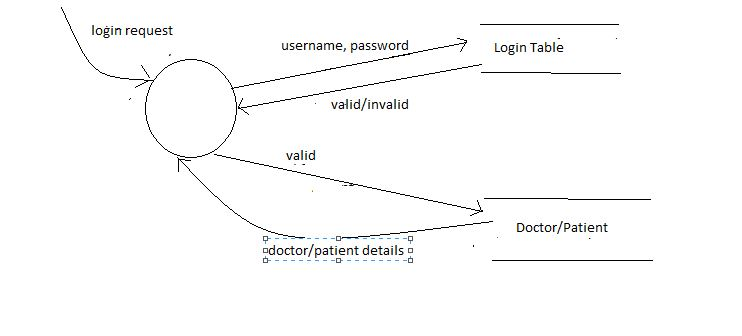 login request
username, password
Login Table
valid/invalid
valid
Doctor/Patient
doctor/patient details